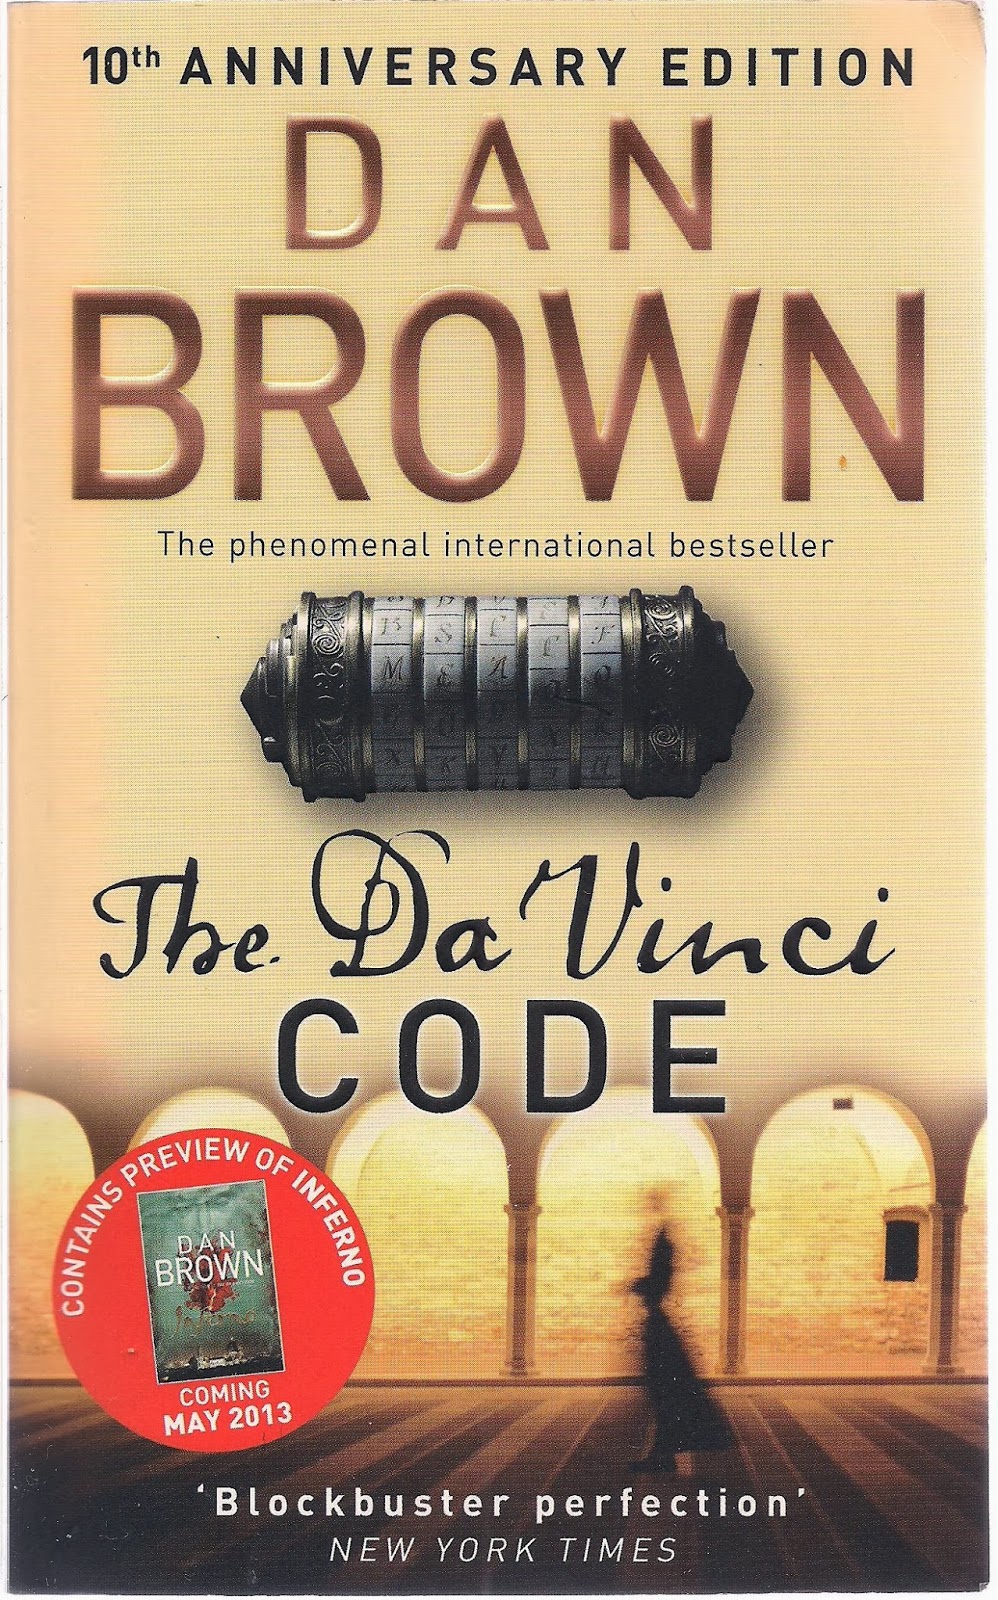 10th ANNIVERSARY EDITION
DAN
BROWN
The phenomenal international bestseller
The Da Vinci
CODE
CONTAINS PREVIEW OF INFERNO
DAN
BROWN
Inferno
COMING
MAY 2013
'Blockbuster perfection'
NEW YORK TIMES